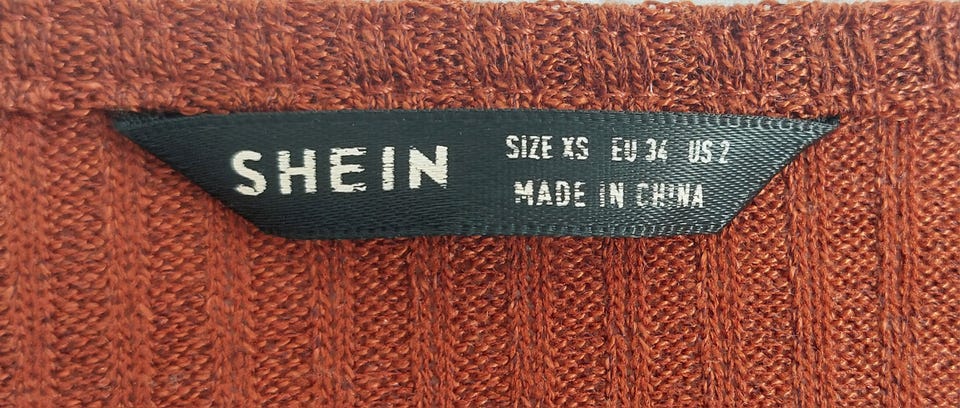 SHEIN
SIZE XS EU 34 US 2
MADE IN CHINA